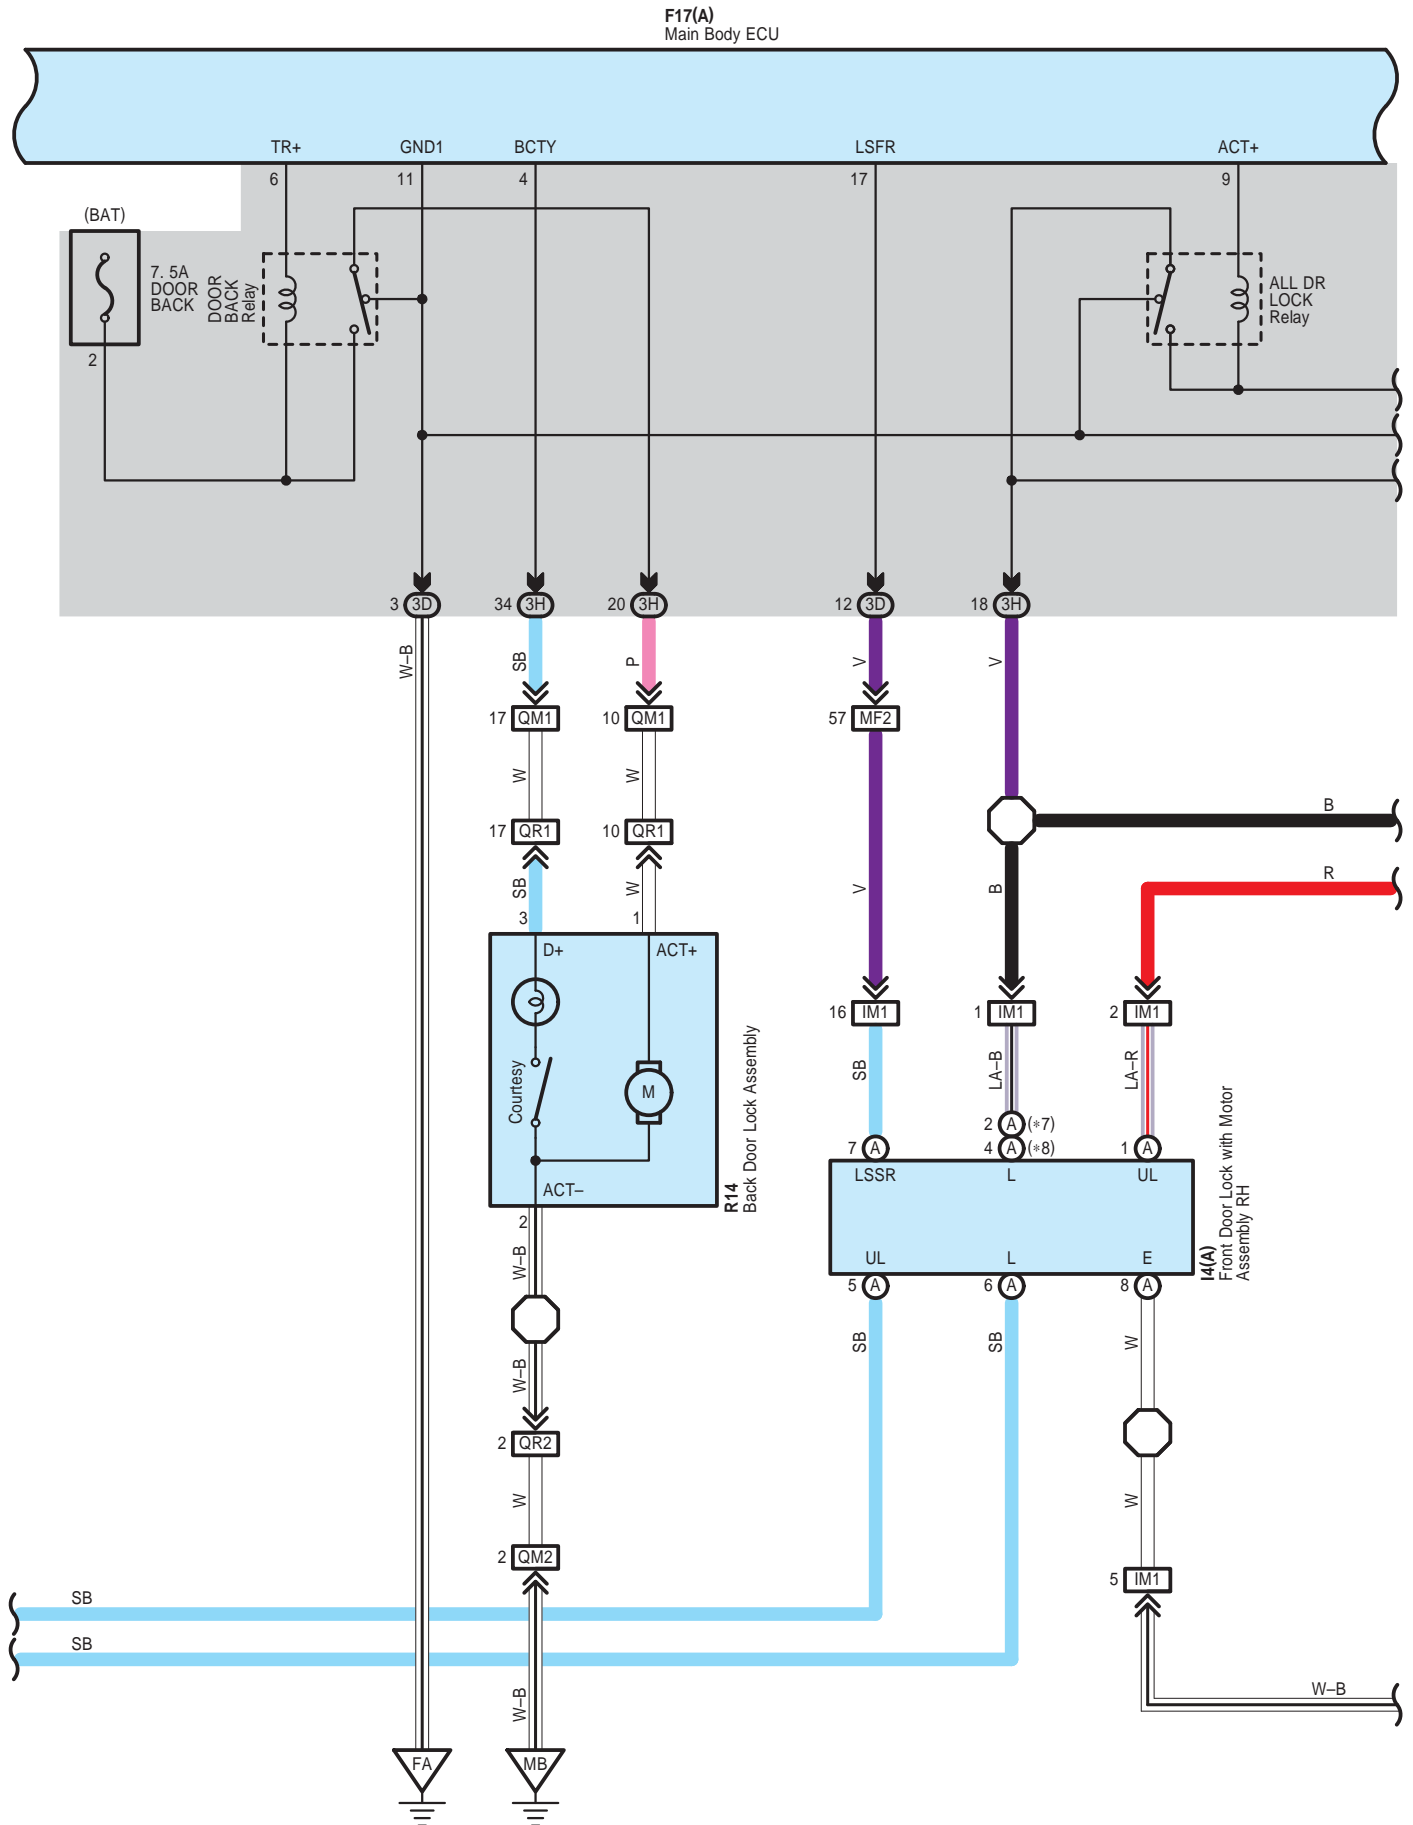 F17(A)
Main Body ECU
TR+
GND1
BCTY
LSFR
ACT+
6
11
4
17
9
(BAT)
7. 5A
DOOR
BACK
DOOR
BACK
Relay
ALL DR
LOCK
Relay
2
3 3D
34 3H
20 3H
12 3D
18 3H
W–B
SB
P
V
V
17 QM1
10 QM1
57 MF2
W
W
B
17 QR1
10 QR1
R
SB
W
V
B
3
1
D+
ACT+
Courtesy
M
ACT–
R14
Back Door Lock Assembly
16 IM1
1 IM1
2 IM1
SB
LA–B
LA–R
2 A (*7)
7 A
4 A (*8)
1 A
LSSR
L
UL
UL
L
E
I4(A)
Front Door Lock with Motor
Assembly RH
2
5 A
6 A
8 A
W–B
SB
SB
W
W–B
2 QR2
W
W
2 QM2
5 IM1
SB
SB
W–B
W–B
FA
MB